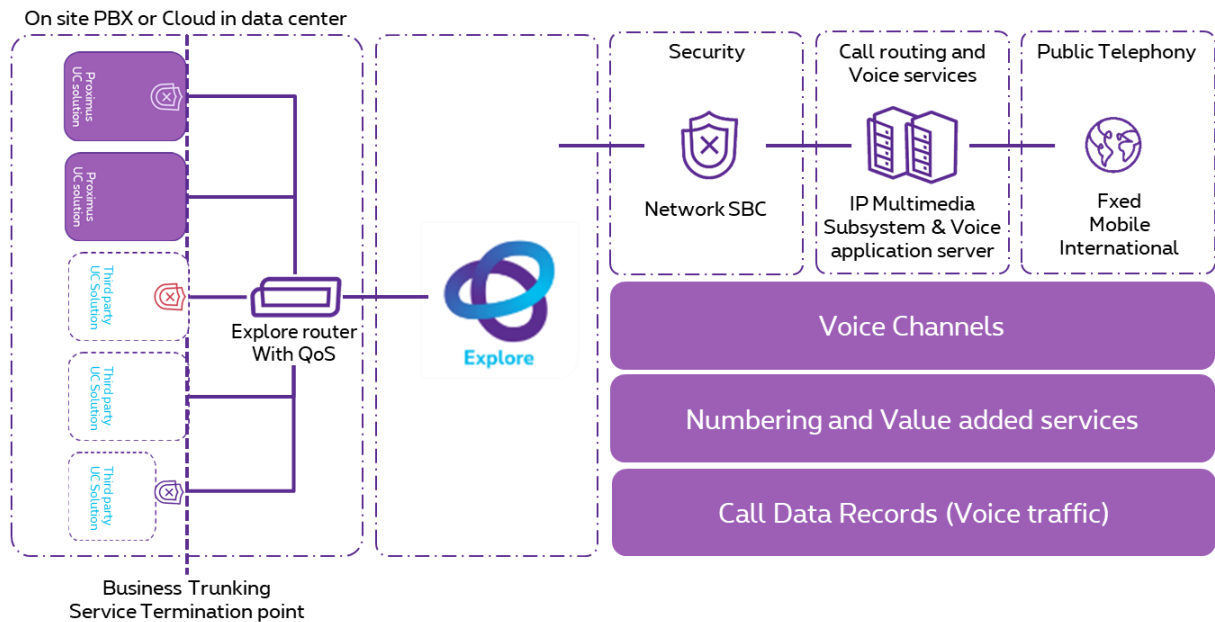 On site PBX or Cloud in data center
Proximus
UC solution
Proximus
UC solution
Third party
UC Solution
Third party
UC Solution
Third party
UC Solution
Explore router
With QoS
Business Trunking
Service Termination point
Explore
Security
Network SBC
Call routing and
Voice services
IP Multimedia
Subsystem & Voice
application server
Public Telephony
Fxed
Mobile
International
Voice Channels
Numbering and Value added services
Call Data Records (Voice traffic)